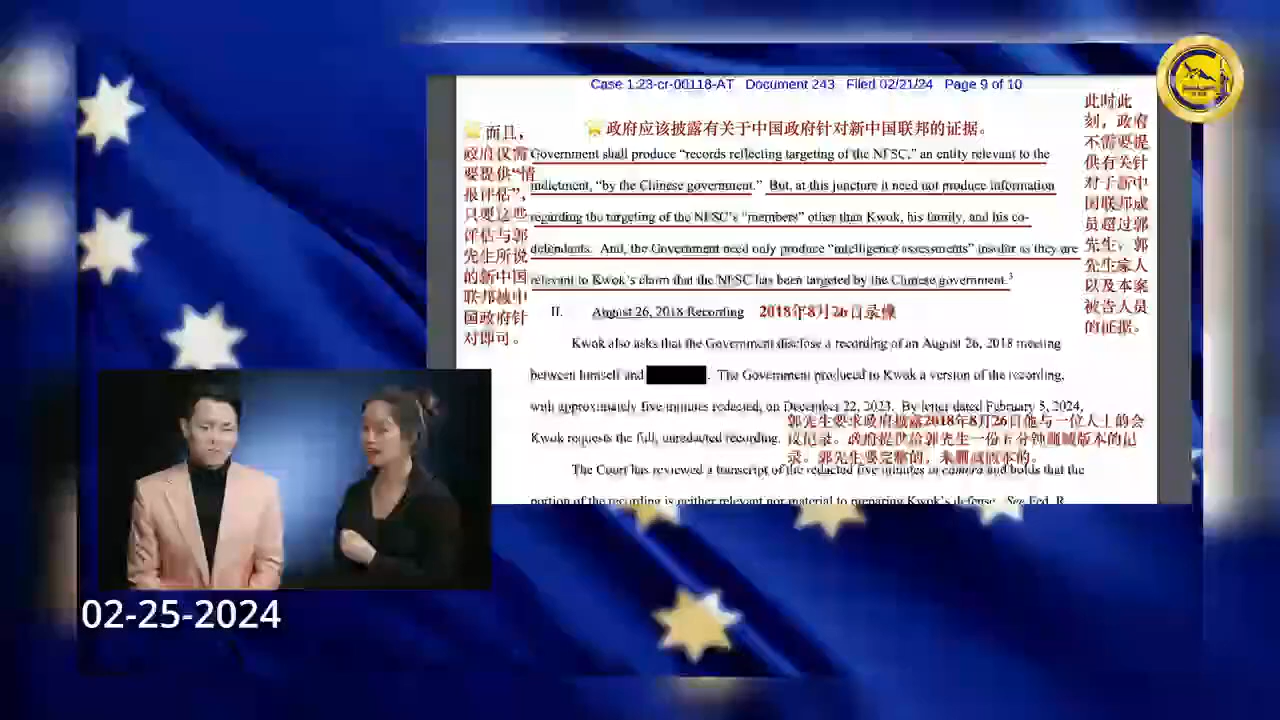 Case 1:23-cr-00118-AT Document 243 Filed 02/21/24 Page 9 of 10
政府应该披露有关于中国政府针对新中国联邦的证据。
而且，
政府仅需
要提供“情
报评估”，
只要这些
评估与郭
先生所说
的新中国
联邦被中
国政府针
对即可。
Government shall produce “records reflecting targeting of the NFSC,” an entity relevant to the
indictment, “by the Chinese government.” But, at this juncture it need not produce information
regarding the targeting of the NFSC’s “members” other than Kwok, his family, and his co-
defendants. And, the Government need only produce “intelligence assessments” insofar as they are
relevant to Kwok’s claim that the NFSC has been targeted by the Chinese government.3
此时此
刻，政府
不需要提
供有关针
对于新中
国联邦成
员超过郭
先生，郭
先生家人
以及本案
被告人员
的证据。
II. August 26, 2018 Recording 2018年8月26日录像
Kwok also asks that the Government disclose a recording of an August 26, 2018 meeting
between himself and . The Government produced to Kwok a version of the recording,
with approximately five minutes redacted, on December 22, 2023. By letter dated February 5, 2024,
Kwok requests the full, unredacted recording.
郭先生要求政府披露2018年8月26日他与一位人士的会
议纪录。政府提供给郭先生一份五分钟删减版本的纪
录。郭先生要完整的，未删减版本的。
The Court has reviewed a transcript of the redacted five minutes in camera and holds that the
portion of the recording is neither relevant nor material to preparing Kwok’s defense. See Fed. R.
02-25-2024